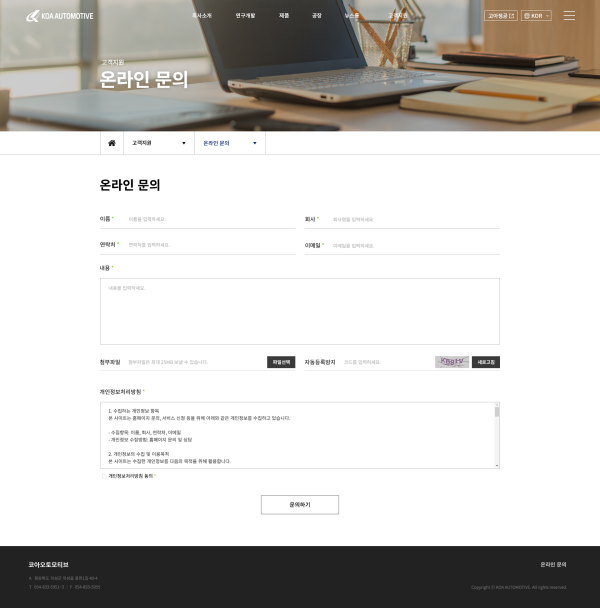 KDA AUTOMOTIVE
회사소개 연구개발 제품 공장 뉴스룸 고객지원
KOR
고객지원
온라인 문의
고객지원 온라인 문의
온라인 문의
이름 * 이름을 입력하세요. 회사 * 회사명을 입력하세요.
연락처 * 연락처를 입력하세요. 이메일 * 이메일을 입력하세요.
내용 *
내용을 입력하세요.
첨부파일 첨부파일은 최대 25MB 보낼 수 있습니다. 파일선택 자동등록방지 코드를 입력하세요. 새로고침
개인정보처리방침 *
1. 수집하는 개인정보 항목
본 사이트는 홈페이지 문의, 서비스 신청 등을 위해 아래와 같은 개인정보를 수집하고 있습니다.
- 수집항목: 이름, 회사, 연락처, 이메일
- 개인정보 수집방법: 홈페이지 문의 및 상담
2. 개인정보의 수집 및 이용목적
본 사이트는 수집한 개인정보를 다음의 목적을 위해 활용합니다.
개인정보처리방침 동의 *
문의하기
코아오토모티브 온라인 문의
Copyright © KDA AUTOMOTIVE. All rights reserved.